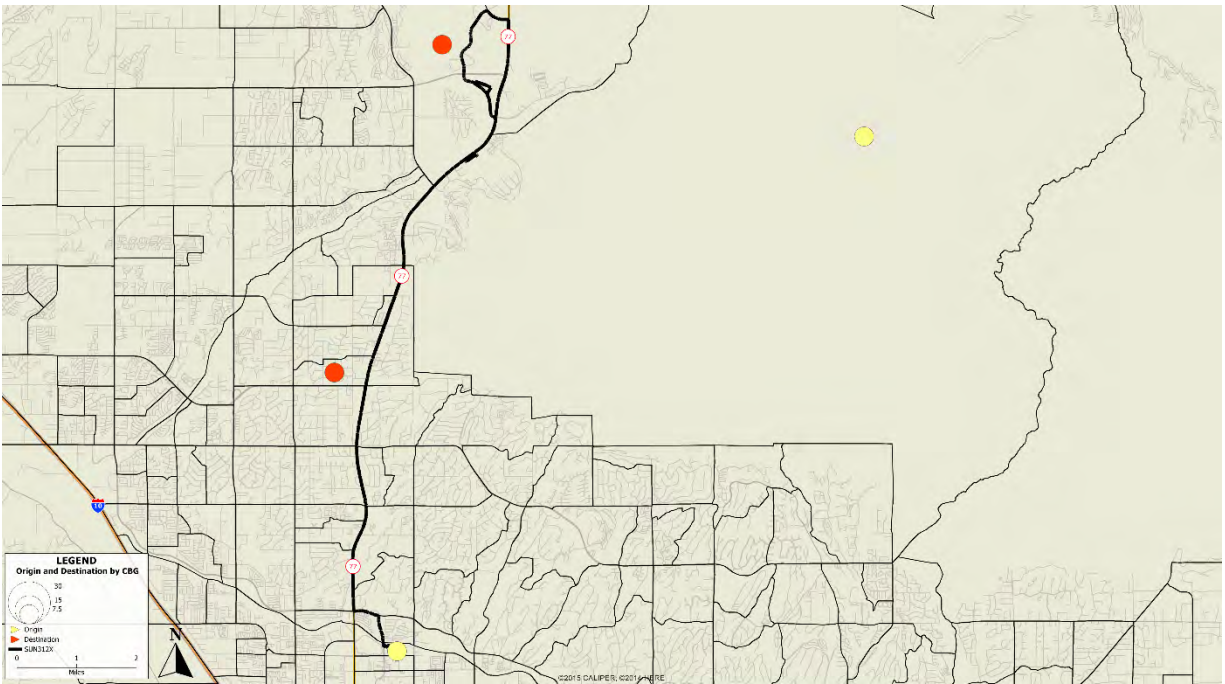 77
77
77
10
LEGEND
Origin and Destination by CBG
30
15
7.5
Origin
Destination
SUN312X
0 1 2
Miles
N
©2015 CALIPER; ©2014 HERE